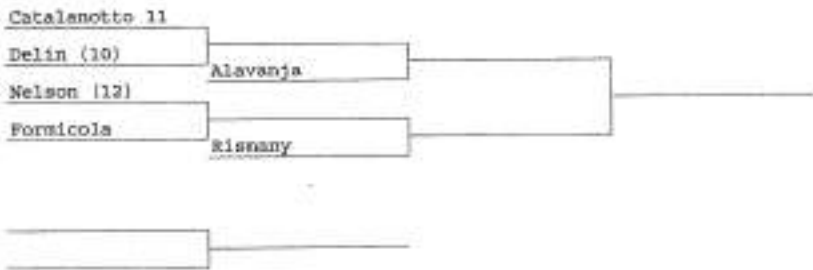 Catalanotto 11
Delin (10)
Alavanja
Nelson (12)
Formicola
Risnany